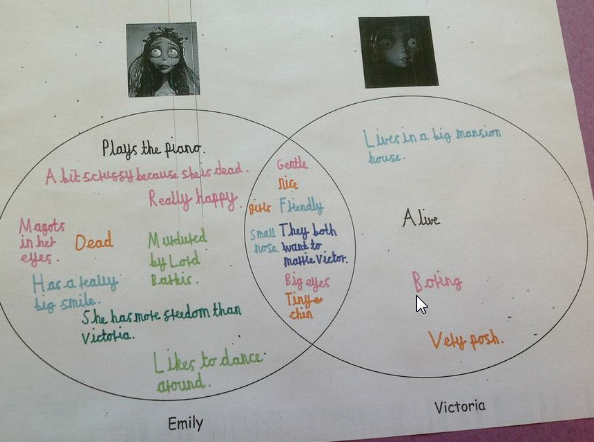 Plays the piano.
A bit scruffy because she is dead.
Really happy.
Magots
in her
eyes.
Dead
Murdured
by Lord
Barkis.
Has a really
big smile.
She has more freedom than
Victoria.
Likes to dance
around.
Gentle
Nice
girls
Friendly
small
nose
They both
want to
marrie Victor.
Big eyes
Tiny
chin
Lives in a big mansion
house.
Alive
Boring
Very posh.
Emily
Victoria